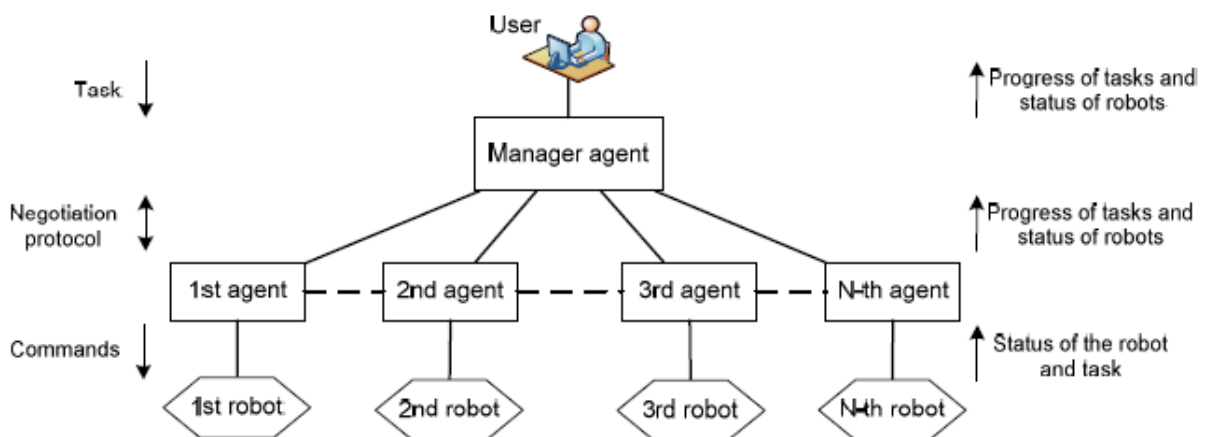 User
Task
Progress of tasks and
status of robots
Manager agent
Negotiation
protocol
Progress of tasks and
status of robots
1st agent
2nd agent
3rd agent
N-th agent
Commands
Status of the robot
and task
1st robot
2nd robot
3rd robot
N-th robot